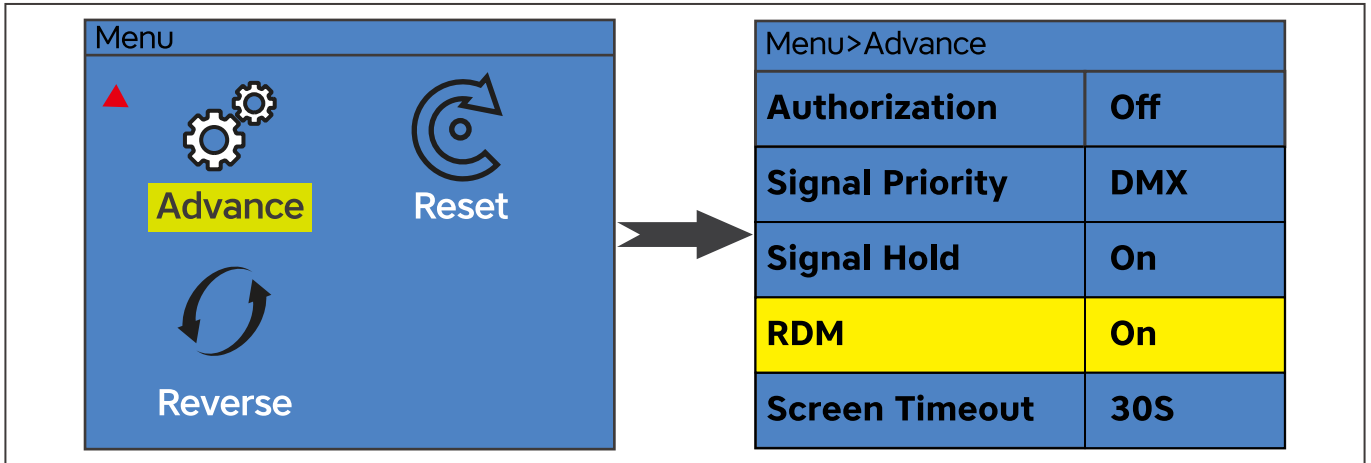 Menu
Advance Reset
Reverse
Menu>Advance
Authorization Off
Signal Priority DMX
Signal Hold On
RDM On
Screen Timeout 30S